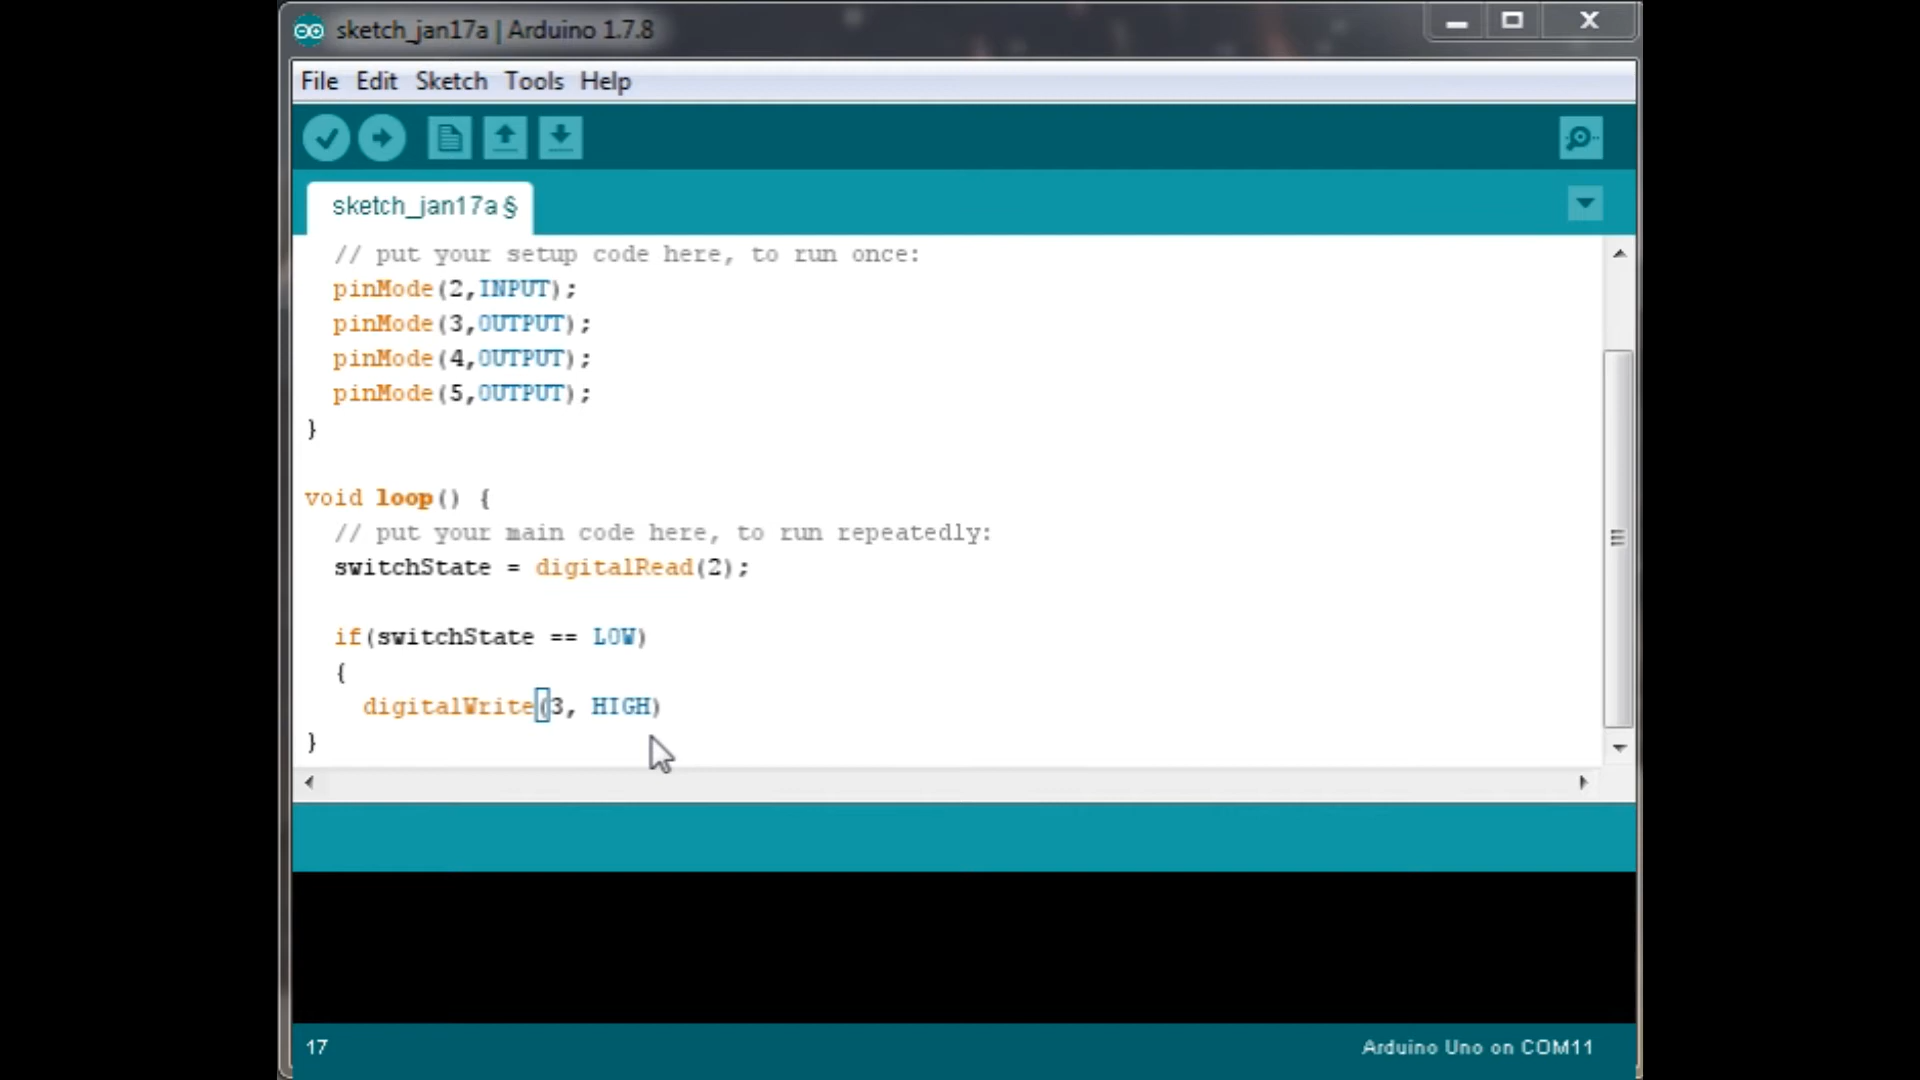 sketch_jan17a | Arduino 1.7.8
File Edit Sketch Tools Help
sketch_jan17a §
// put your setup code here, to run once:
pinMode(2,INPUT);
pinMode(3,OUTPUT);
pinMode(4,OUTPUT);
pinMode(5,OUTPUT);
}
void loop() {
// put your main code here, to run repeatedly:
switchState = digitalRead(2);
if(switchState == LOW)
{
digitalWrite(3, HIGH)
}
17
Arduino Uno on COM11